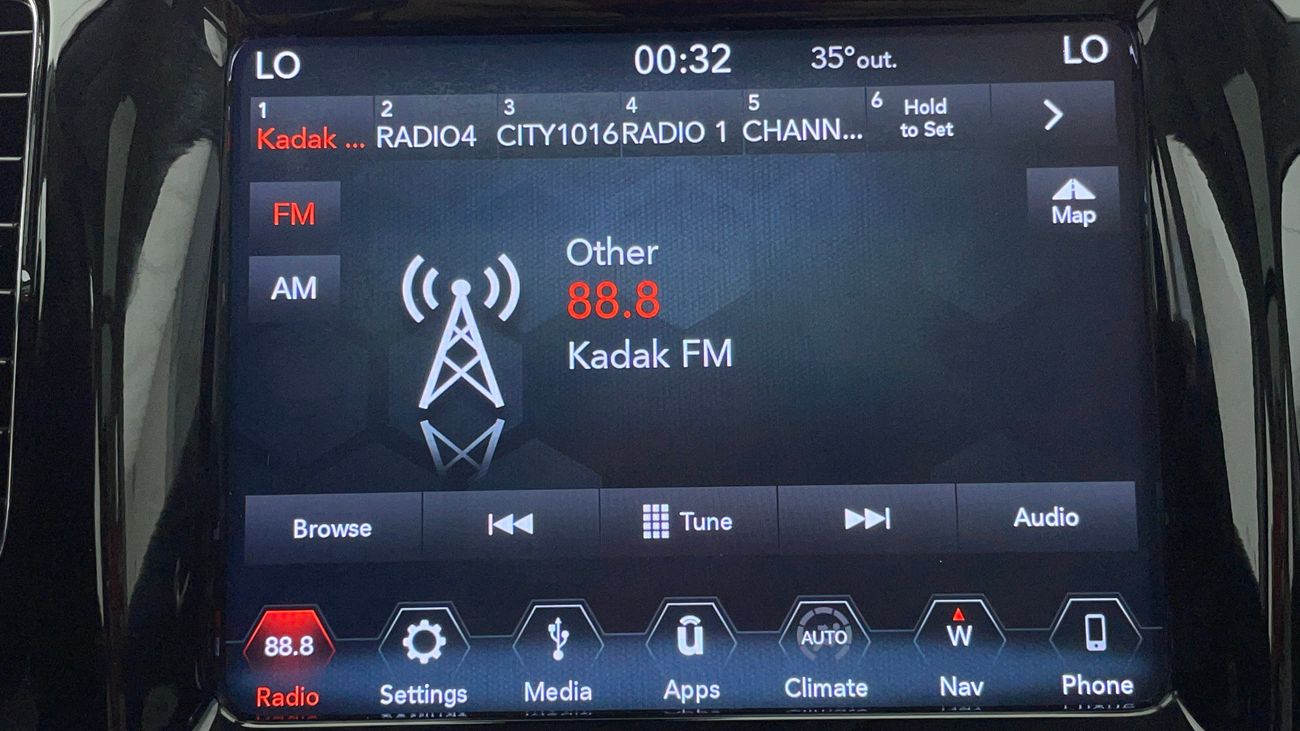 LO 00:32 35°out. LO
1 2 3 4 5 6 Hold
Kadak ... RADIO4 CITY1016 RADIO 1 CHANN... to Set
FM
Map
AM
Other
88.8
Kadak FM
Browse Tune Audio
88.8 AUTO W
Radio Settings Media Apps Climate Nav Phone